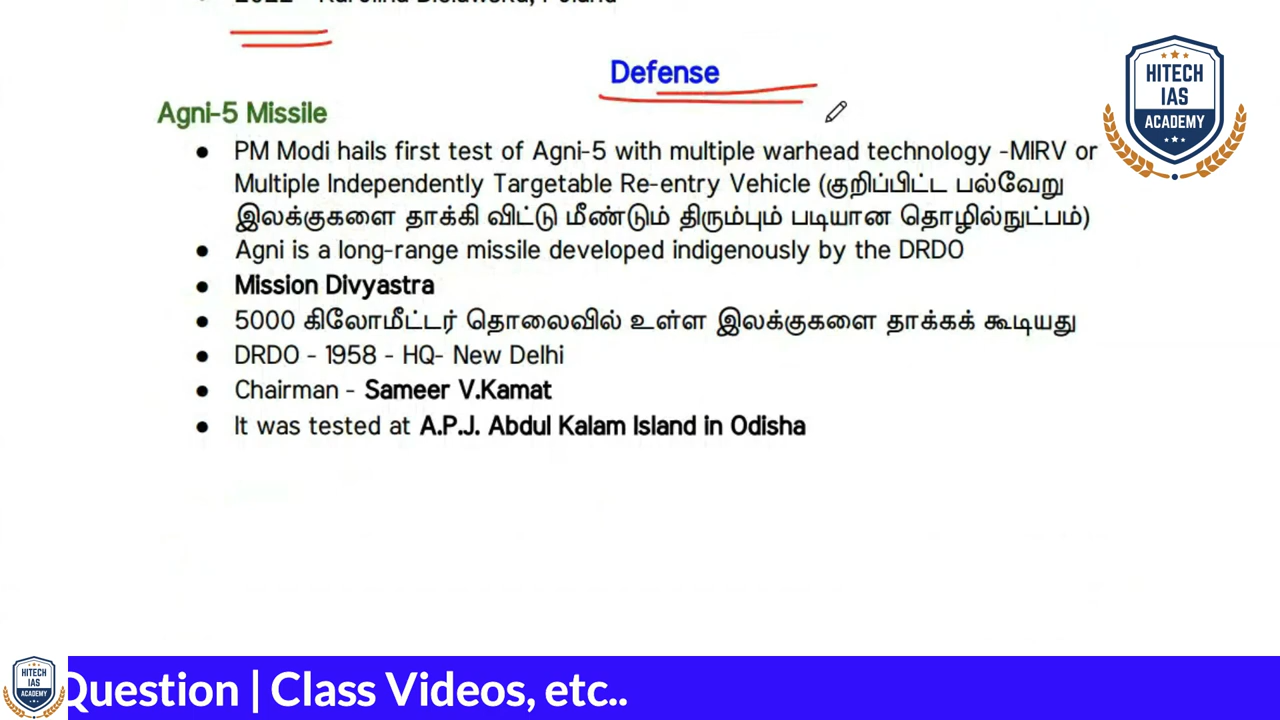 2022 - Karolina Bielawska, Poland
HITECH
IAS
ACADEMY
Defense
Agni-5 Missile
● PM Modi hails first test of Agni-5 with multiple warhead technology -MIRV or
Multiple Independently Targetable Re-entry Vehicle (குறிப்பிட்ட பல்வேறு
இலக்குகளை தாக்கி விட்டு மீண்டும் திரும்பும் படியான தொழில்நுட்பம்)
● Agni is a long-range missile developed indigenously by the DRDO
● Mission Divyastra
● 5000 கிலோமீட்டர் தொலைவில் உள்ள இலக்குகளை தாக்கக் கூடியது
● DRDO - 1958 - HQ- New Delhi
● Chairman - Sameer V.Kamat
● It was tested at A.P.J. Abdul Kalam Island in Odisha
HITECH
IAS
ACADEMY
Question | Class Videos, etc..